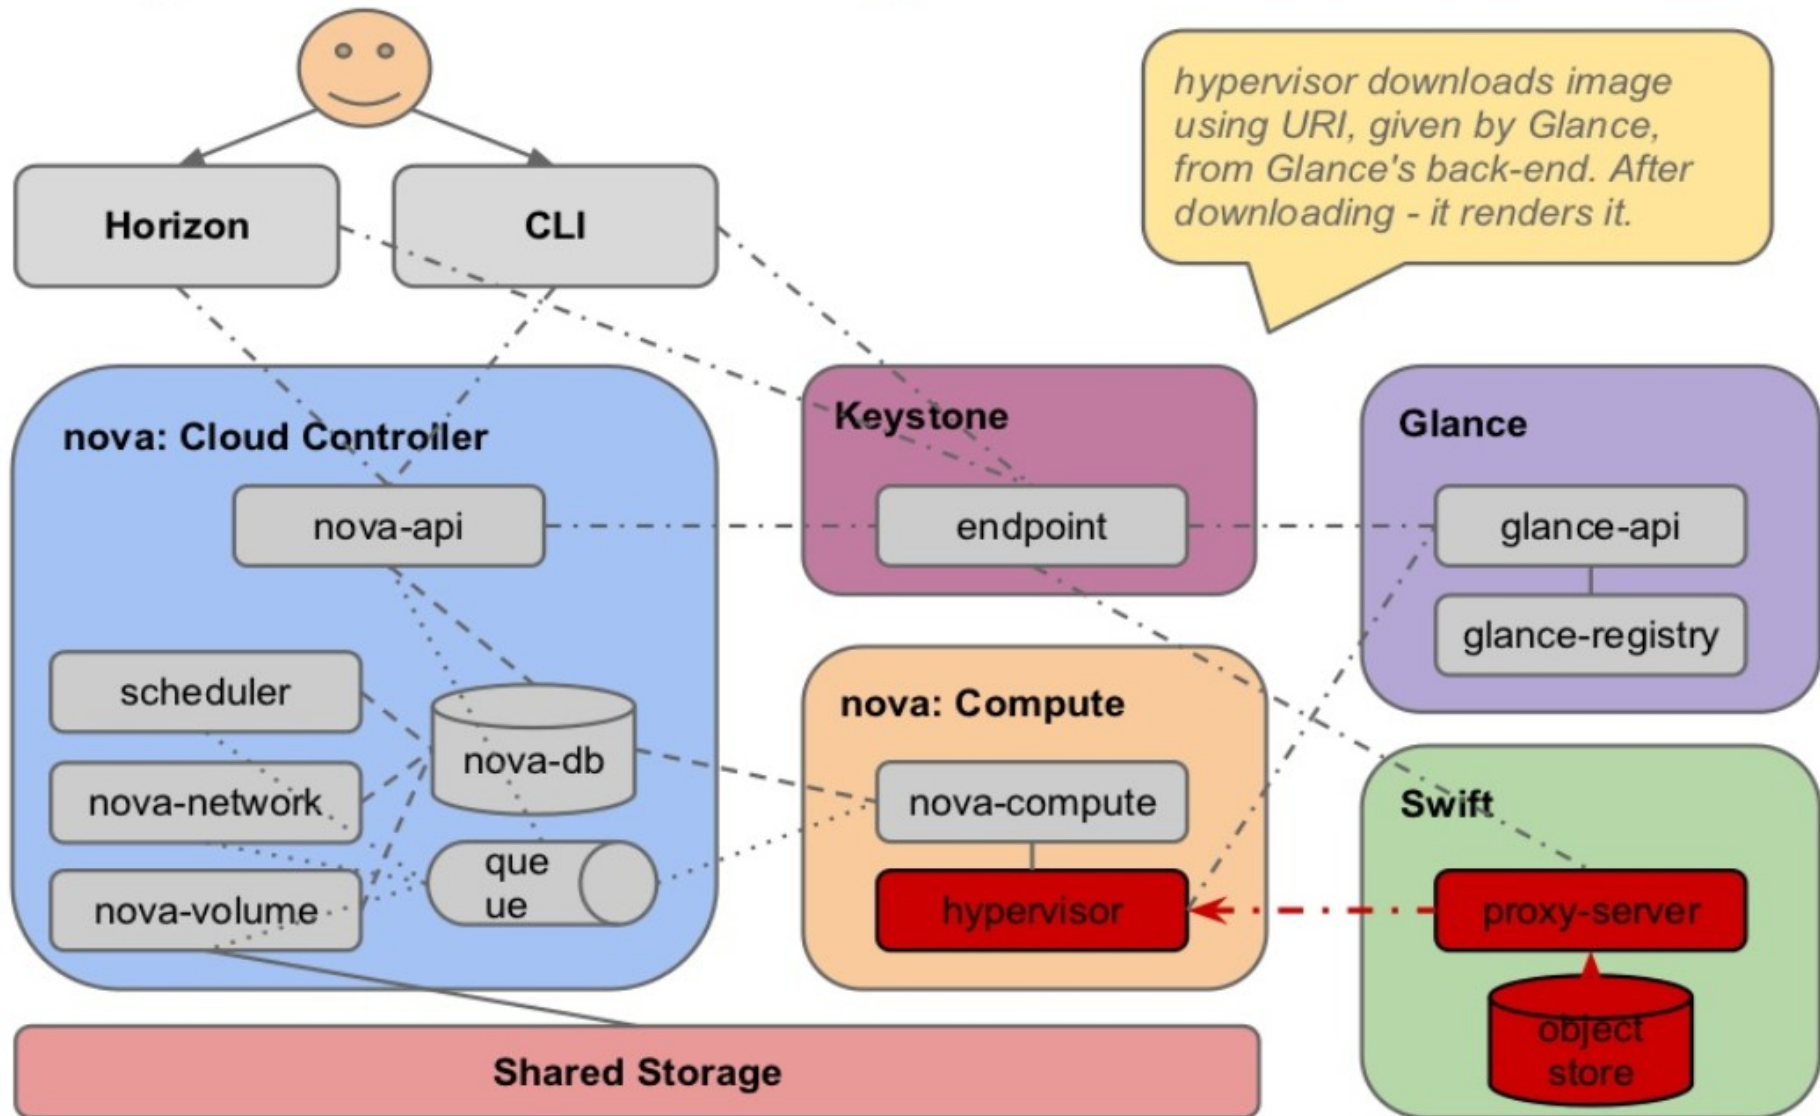 hypervisor downloads image
using URI, given by Glance,
from Glance's back-end. After
downloading - it renders it.
Horizon
CLI
nova: Cloud Controller
nova-api
scheduler
nova-network
nova-volume
nova-db
que
ue
Keystone
endpoint
Glance
glance-api
glance-registry
nova: Compute
nova-compute
hypervisor
Swift
proxy-server
object
store
Shared Storage